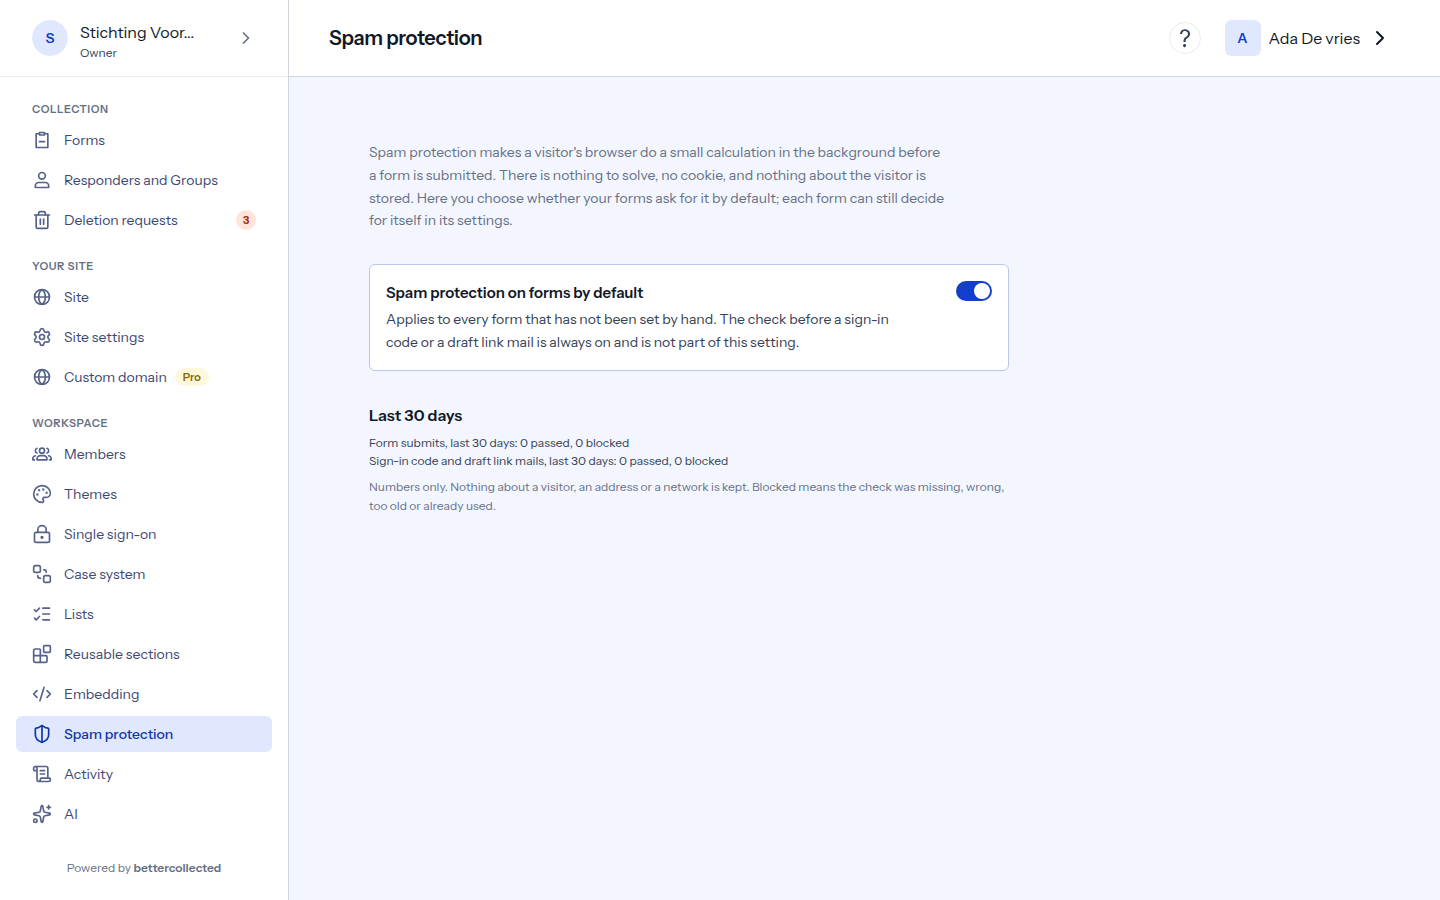 S
Stichting Voor...
Owner
Spam protection
?
A
Ada De vries
COLLECTION
Forms
Responders and Groups
Deletion requests
3
YOUR SITE
Site
Site settings
Custom domain
Pro
WORKSPACE
Members
Themes
Single sign-on
Case system
Lists
Reusable sections
Embedding
Spam protection
Activity
AI
Powered by bettercollected
Spam protection makes a visitor's browser do a small calculation in the background before
a form is submitted. There is nothing to solve, no cookie, and nothing about the visitor is
stored. Here you choose whether your forms ask for it by default; each form can still decide
for itself in its settings.
Spam protection on forms by default
Applies to every form that has not been set by hand. The check before a sign-in
code or a draft link mail is always on and is not part of this setting.
Last 30 days
Form submits, last 30 days: 0 passed, 0 blocked
Sign-in code and draft link mails, last 30 days: 0 passed, 0 blocked
Numbers only. Nothing about a visitor, an address or a network is kept. Blocked means the check was missing, wrong,
too old or already used.